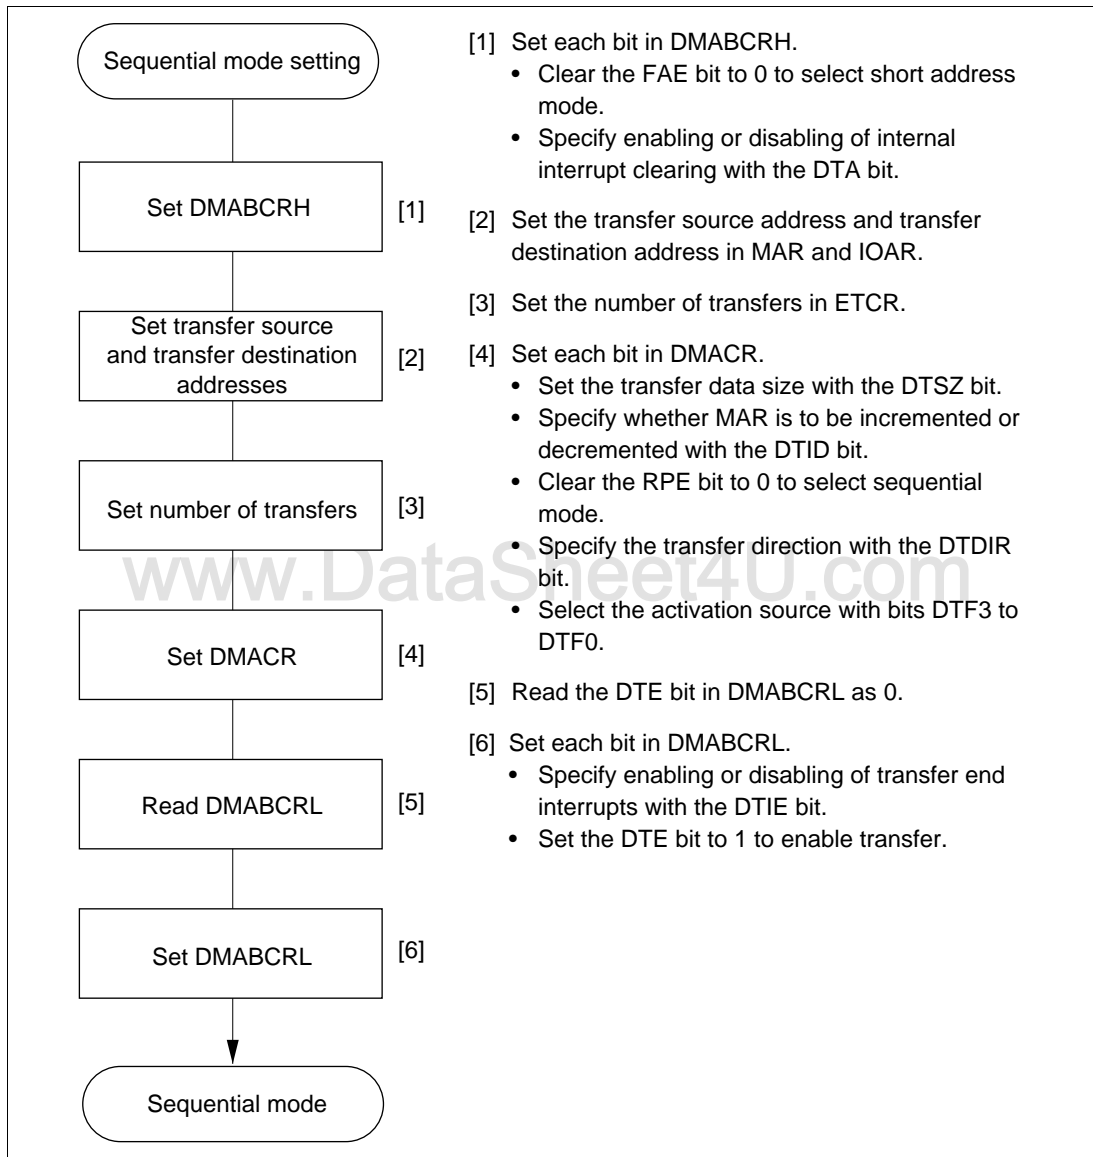 Sequential mode setting
Set DMABCRH
[1]
Set transfer source
and transfer destination
addresses
[2]
Set number of transfers
[3]
Set DMACR
[4]
Read DMABCRL
[5]
Set DMABCRL
[6]
Sequential mode
[1] Set each bit in DMABCRH.
• Clear the FAE bit to 0 to select short address
mode.
• Specify enabling or disabling of internal
interrupt clearing with the DTA bit.
[2] Set the transfer source address and transfer
destination address in MAR and IOAR.
[3] Set the number of transfers in ETCR.
[4] Set each bit in DMACR.
• Set the transfer data size with the DTSZ bit.
• Specify whether MAR is to be incremented or
decremented with the DTID bit.
• Clear the RPE bit to 0 to select sequential
mode.
• Specify the transfer direction with the DTDIR
bit.
• Select the activation source with bits DTF3 to
DTF0.
[5] Read the DTE bit in DMABCRL as 0.
[6] Set each bit in DMABCRL.
• Specify enabling or disabling of transfer end
interrupts with the DTIE bit.
• Set the DTE bit to 1 to enable transfer.
www.DataSheet4U.com